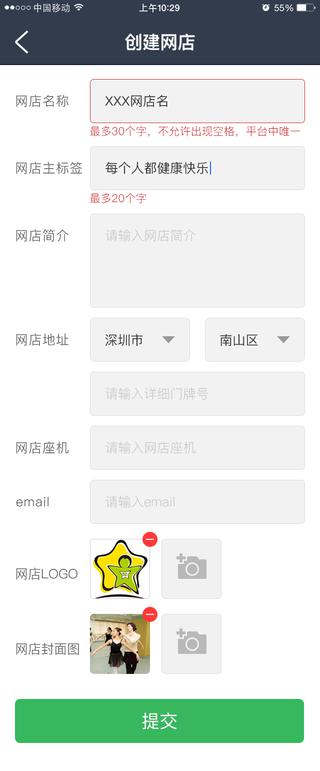 中国移动 上午10:29 55%
创建网店
网店名称 XXX网店名
最多30个字，不允许出现空格，平台中唯一
网店主标签 每个人都健康快乐
最多20个字
网店简介 请输入网店简介
网店地址 深圳市 南山区
请输入详细门牌号
网店座机 请输入网店座机
email 请输入email
网店LOGO
网店封面图
提交